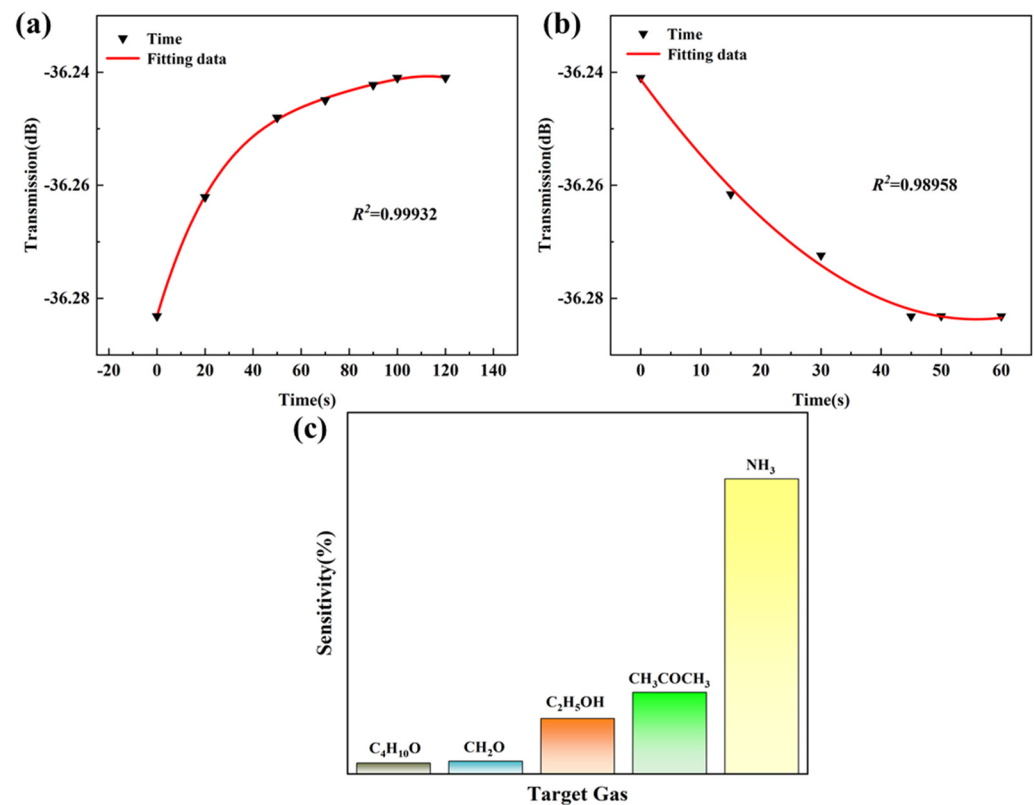 (a)
Time
Fitting data
Transmission(dB)
-36.24
-36.26
-36.28
R²=0.99932
-20 0 20 40 60 80 100 120 140
Time(s)
(b)
Time
Fitting data
Transmission(dB)
-36.24
-36.26
-36.28
R²=0.98958
0 10 20 30 40 50 60
Time(s)
(c)
Sensitivity(%)
C₄H₁₀O
CH₂O
C₂H₅OH
CH₃COCH₃
NH₃
Target Gas